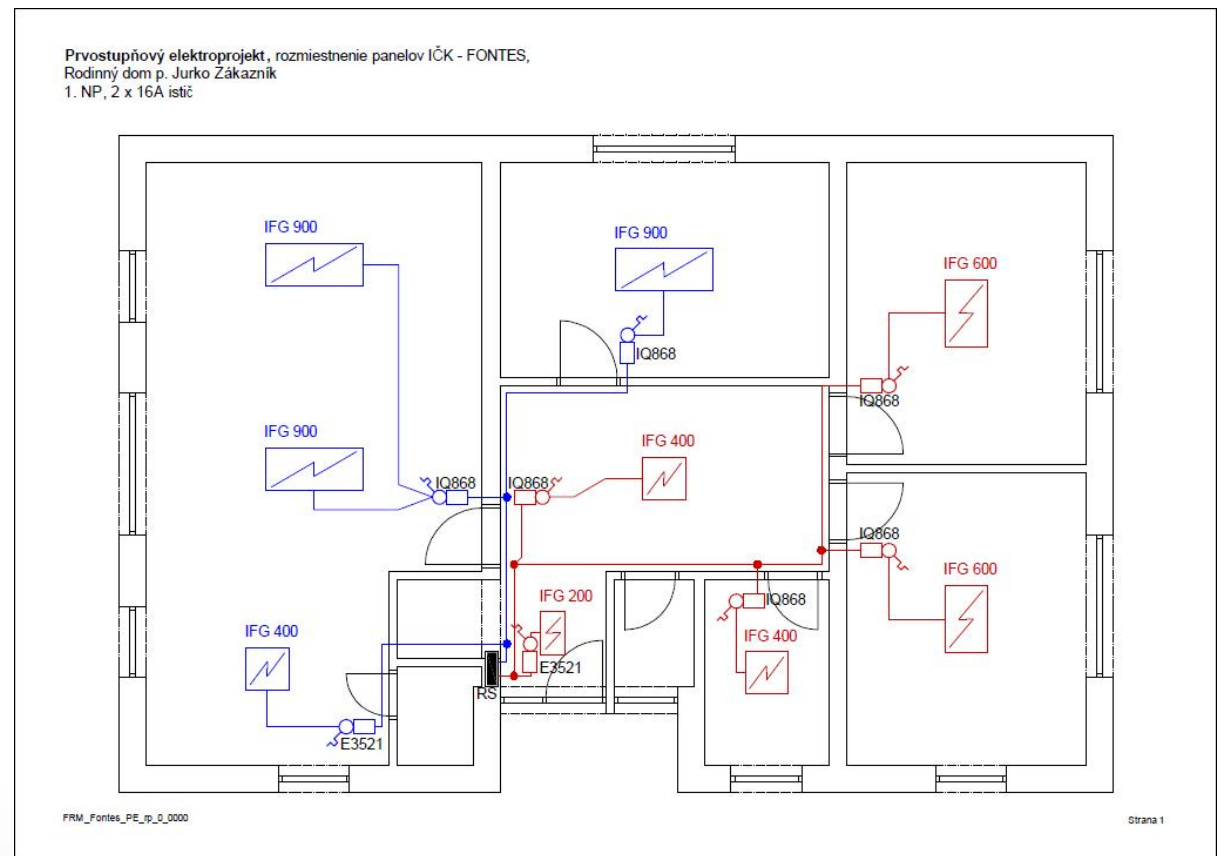 Prvostupňový elektroprojekt, rozmiestnenie panelov IČK - FONTES,
Rodinný dom p. Jurko Zákazník
1. NP, 2 x 16A istič
IFG 900
IFG 900
IFG 600
IQ868
IQ868
IFG 900
IFG 400
IQ868
IQ868
IQ868
IFG 600
IFG 200
IQ868
IFG 400
IFG 400
E3521
RS
E3521
FRM_Fontes_PE_rp_0_0000
Strana 1